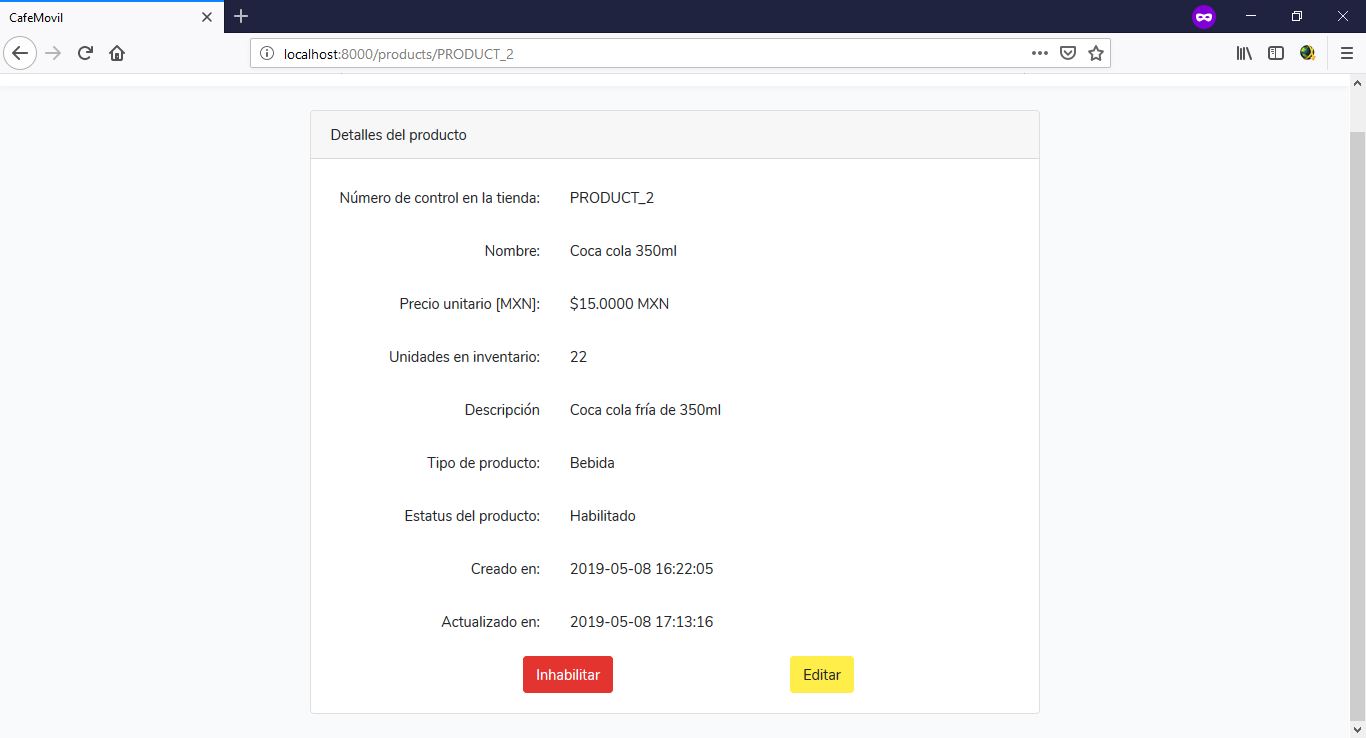 CafeMovil
localhost:8000/products/PRODUCT_2
Detalles del producto
Número de control en la tienda: PRODUCT_2
Nombre: Coca cola 350ml
Precio unitario [MXN]: $15.0000 MXN
Unidades en inventario: 22
Descripción Coca cola fría de 350ml
Tipo de producto: Bebida
Estatus del producto: Habilitado
Creado en: 2019-05-08 16:22:05
Actualizado en: 2019-05-08 17:13:16
Inhabilitar Editar